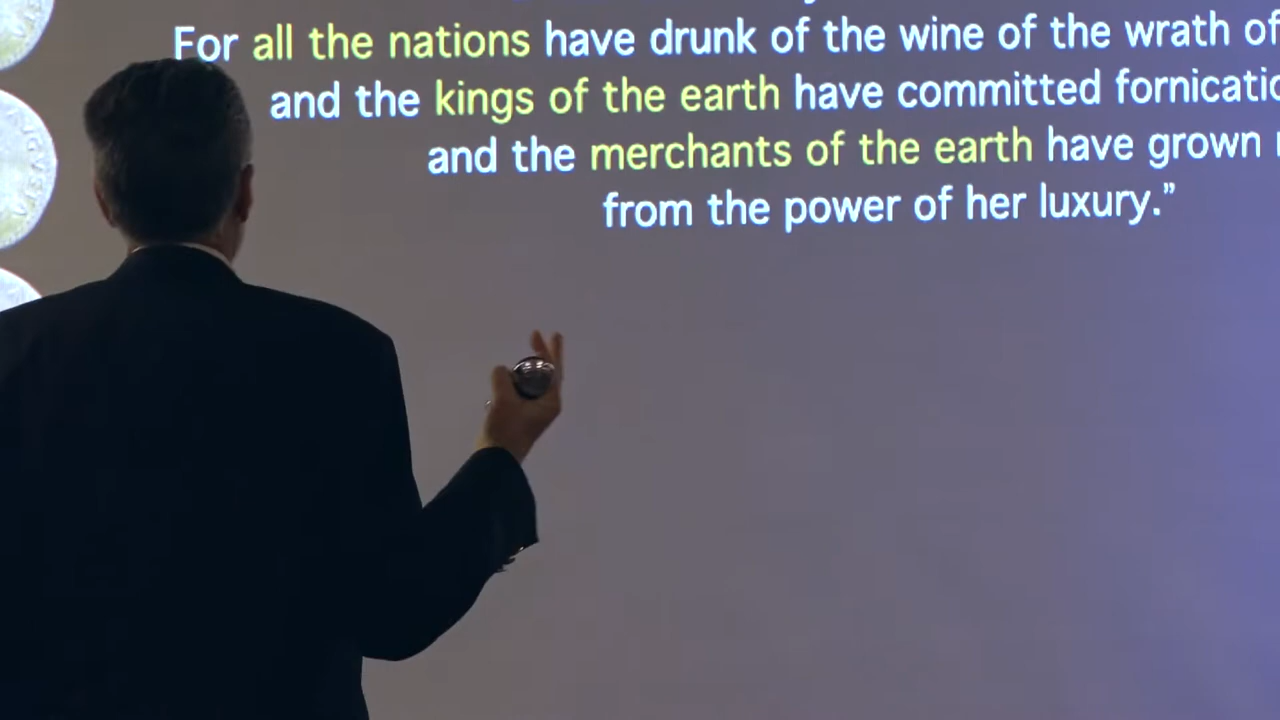 For all the nations have drunk of the wine of the wrath of
and the kings of the earth have committed
and the merchants of the earth have grown
from the power of her luxury.”